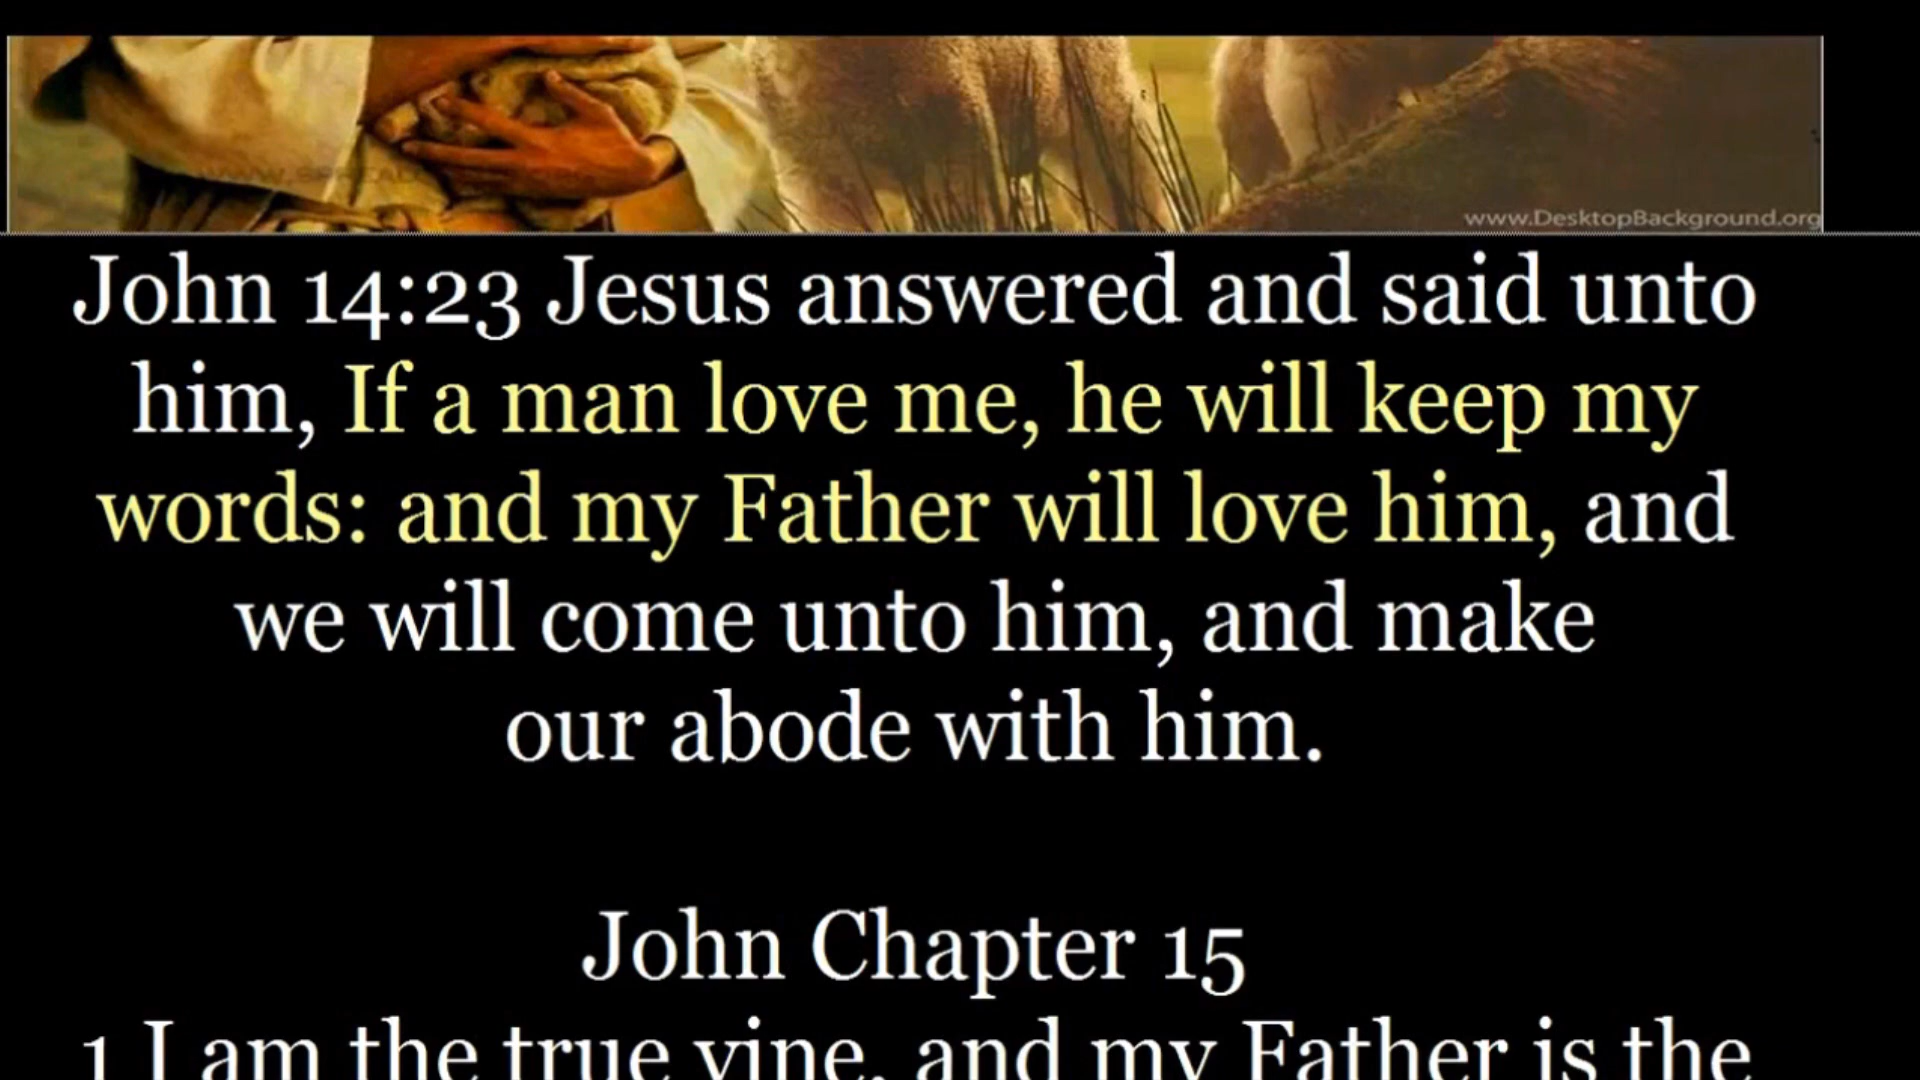 www.DesktopBackground.org
John 14:23 Jesus answered and said unto
him, If a man love me, he will keep my
words: and my Father will love him, and
we will come unto him, and make
our abode with him.
John Chapter 15
1 I am the true vine, and my Father is the